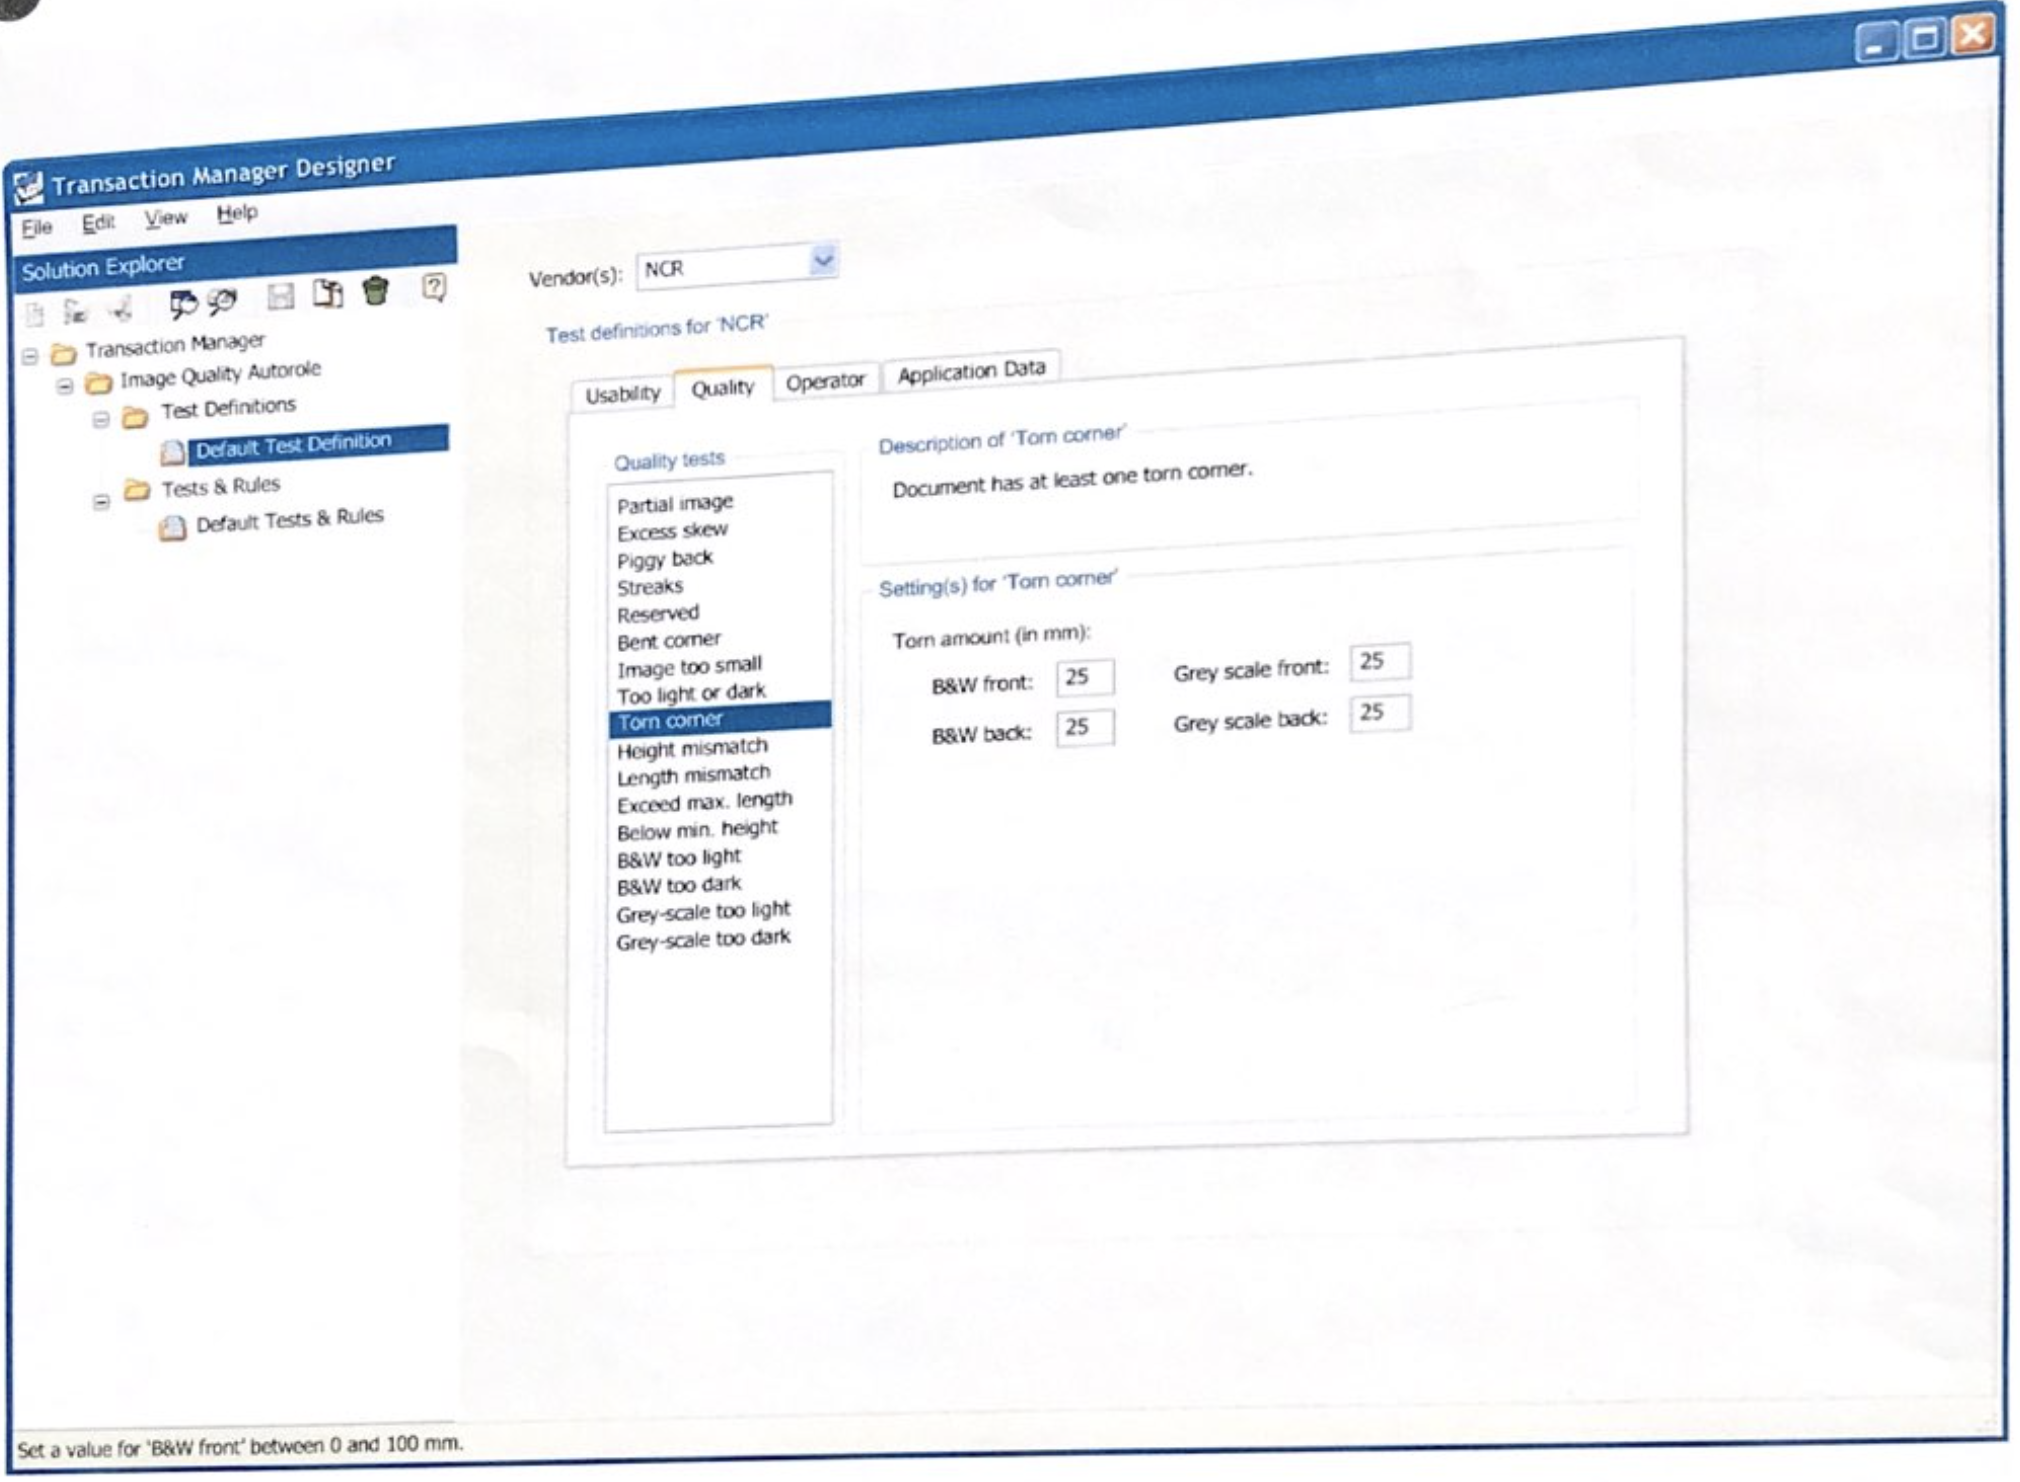 Transaction Manager Designer
File Edit View Help
Solution Explorer
Transaction Manager
Image Quality Autorole
Test Definitions
Default Test Definition
Tests & Rules
Default Tests & Rules
Vendor(s): NCR
Test definitions for 'NCR'
Usability Quality Operator Application Data
Quality tests
Partial image
Excess skew
Piggy back
Streaks
Reserved
Bent corner
Image too small
Too light or dark
Torn corner
Height mismatch
Length mismatch
Exceed max. length
Below min. height
B&W too light
B&W too dark
Grey-scale too light
Grey-scale too dark
Description of 'Torn corner'
Document has at least one torn corner.
Setting(s) for 'Torn corner'
Torn amount (in mm):
B&W front: 25 Grey scale front: 25
B&W back: 25 Grey scale back: 25
Set a value for 'B&W front' between 0 and 100 mm.